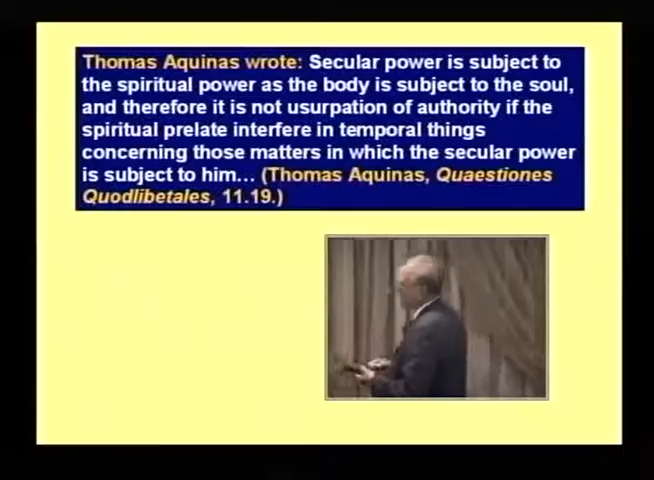 Thomas Aquinas wrote: Secular power is subject to
the spiritual power as the body is subject to the soul,
and therefore it is not usurpation of authority if the
spiritual prelate interfere in temporal things
concerning those matters in which the secular power
is subject to him... (Thomas Aquinas, Quaestiones
Quodlibetales, 11.19.)